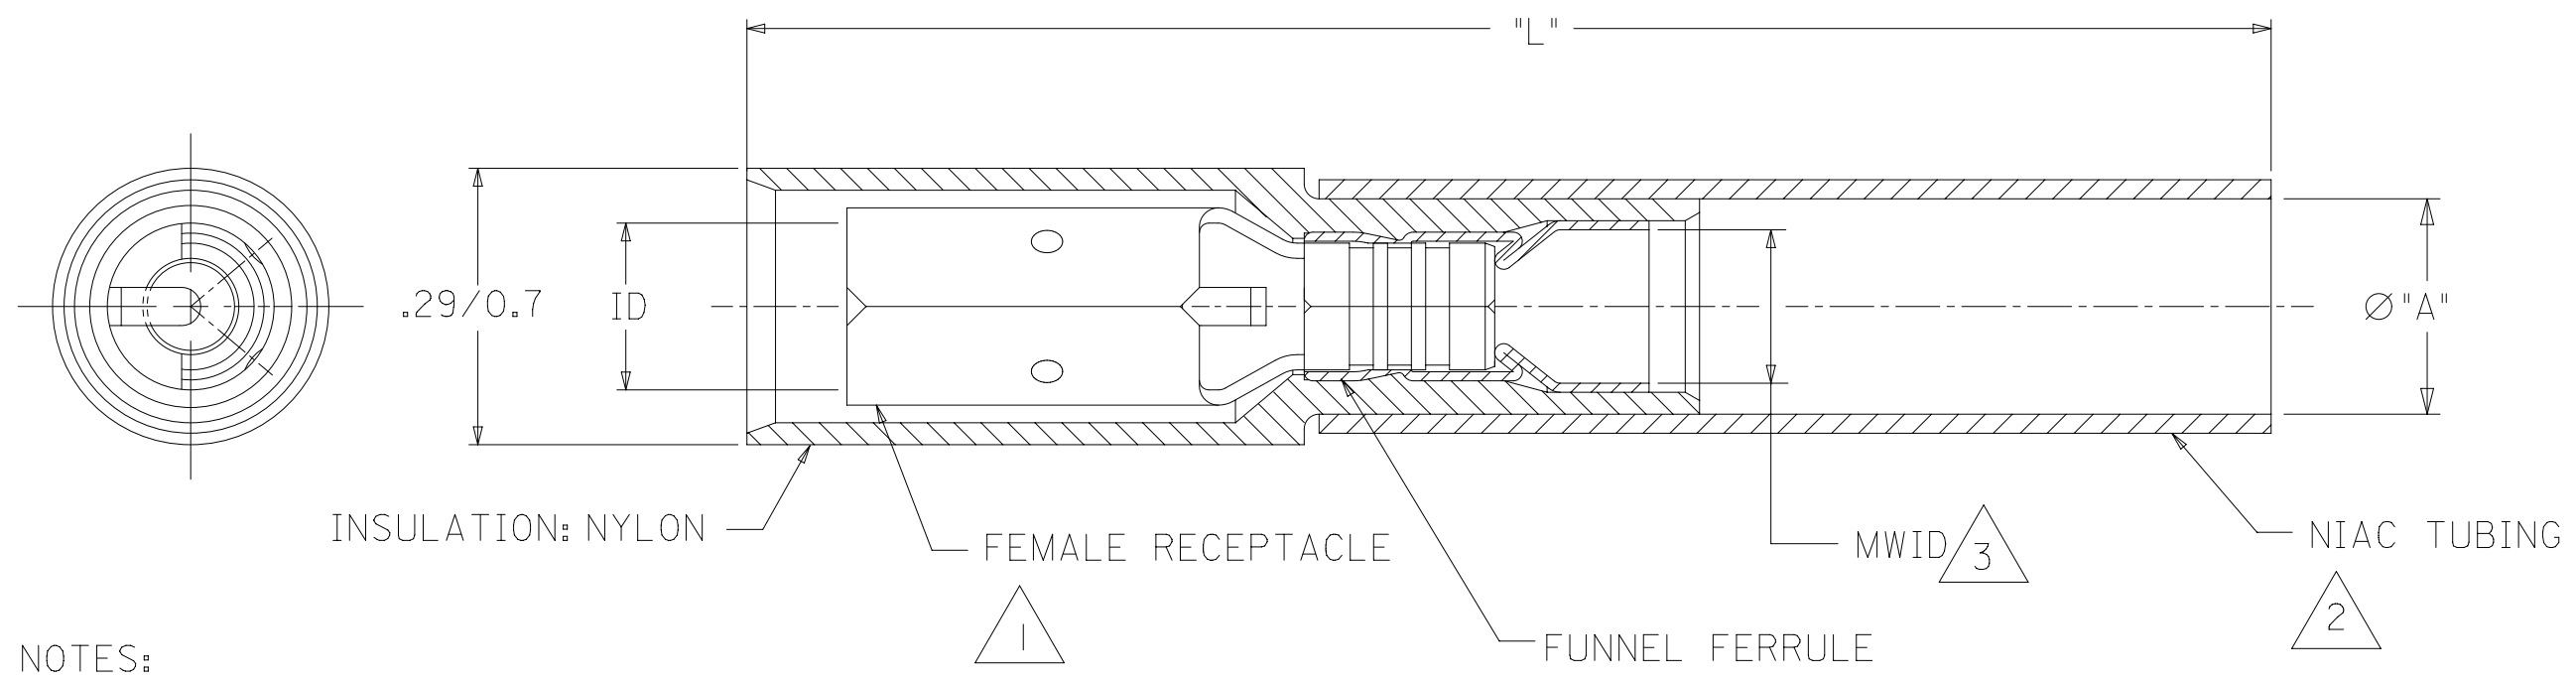 "L"
.29/0.7
ID
Ø"A"
INSULATION: NYLON
FEMALE RECEPTACLE
1
MWID 3
NIAC TUBING
2
FUNNEL FERRULE
NOTES: